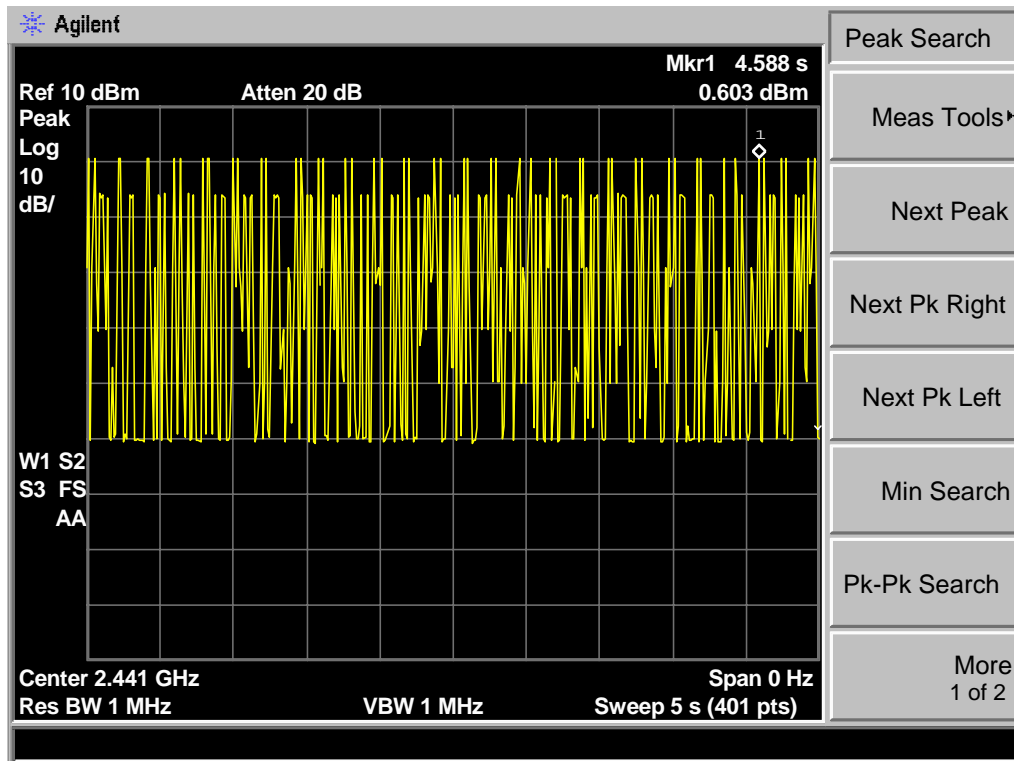 Agilent
Mkr1 4.588 s
Ref 10 dBm Atten 20 dB 0.603 dBm
Peak
Log
10
dB/
1
W1 S2
S3 FS
AA
Center 2.441 GHz Span 0 Hz
Res BW 1 MHz VBW 1 MHz Sweep 5 s (401 pts)
Peak Search
Meas Tools
Next Peak
Next Pk Right
Next Pk Left
Min Search
Pk-Pk Search
More
1 of 2